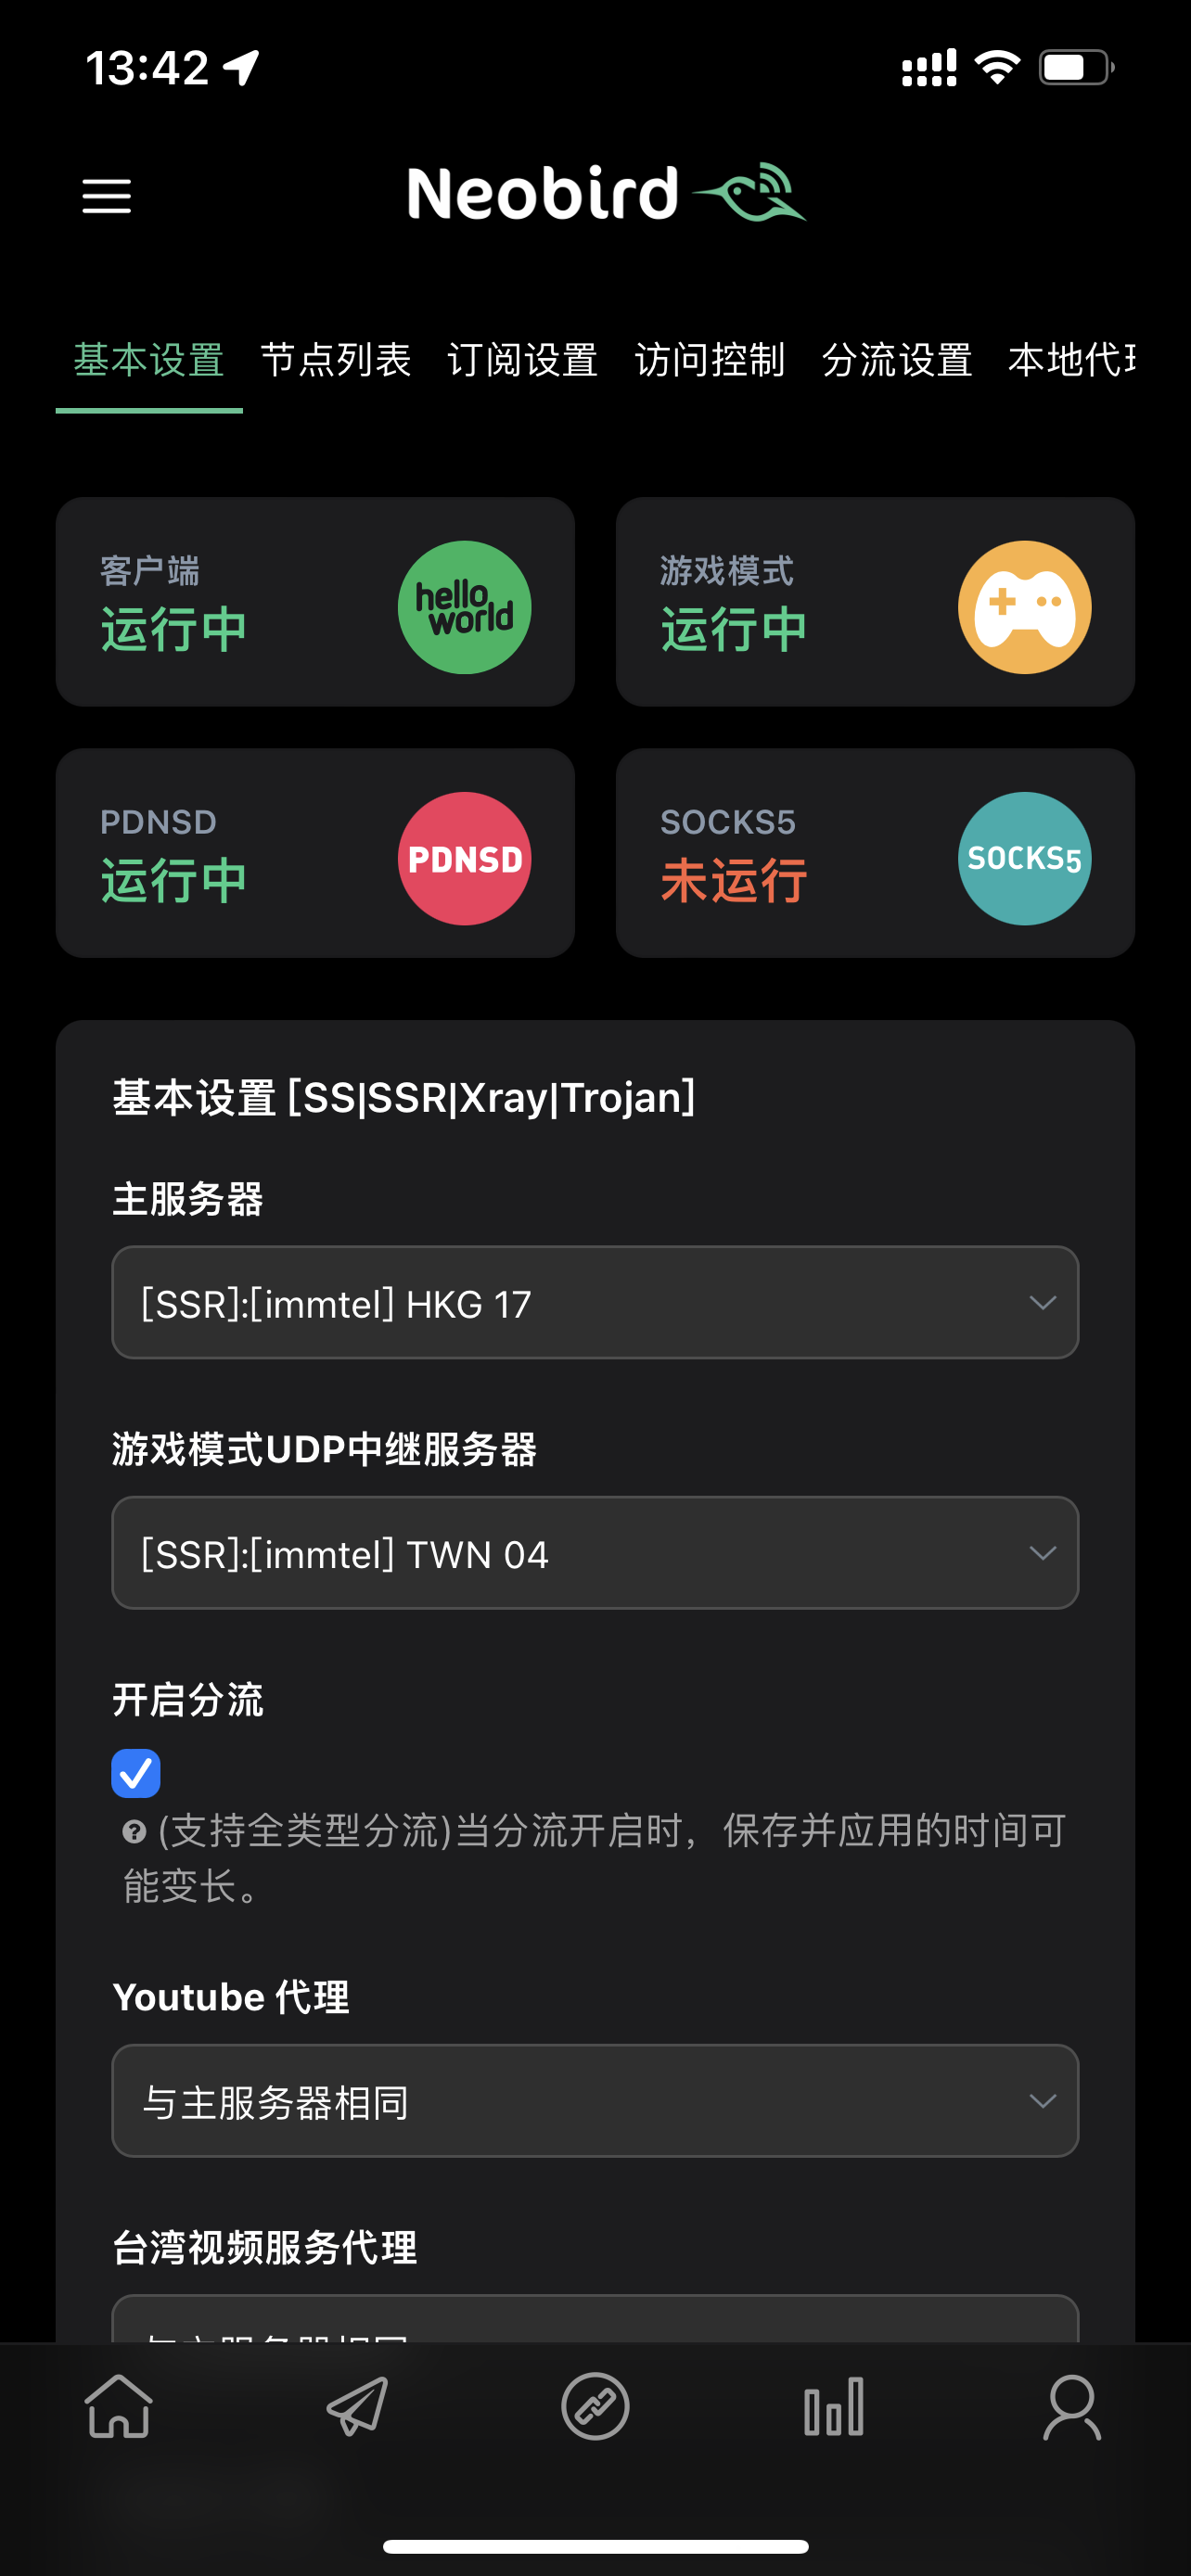 13:42
Neobird
基本设置 节点列表 订阅设置 访问控制 分流设置 本地代
客户端
运行中
hello
world
游戏模式
运行中
PDNSD
运行中
PDNSD
SOCKS5
未运行
SOCKS5
基本设置 [SS|SSR|Xray|Trojan]
主服务器
[SSR]:[immtel] HKG 17
游戏模式UDP中继服务器
[SSR]:[immtel] TWN 04
开启分流
(支持全类型分流)当分流开启时，保存并应用的时间可
能变长。
Youtube 代理
与主服务器相同
台湾视频服务代理